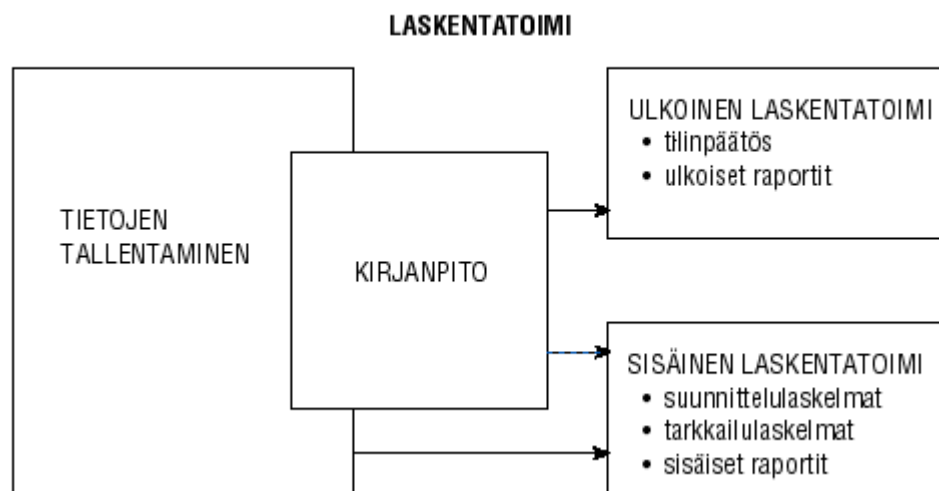 LASKENTATOIMI
TIETOJEN
TALLENTAMINEN
KIRJANPITO
ULKOINEN LASKENTATOIMI
• tilinpäätös
• ulkoiset raportit
SISÄINEN LASKENTATOIMI
• suunnittelulaskelmat
• tarkkailulaskelmat
• sisäiset raportit